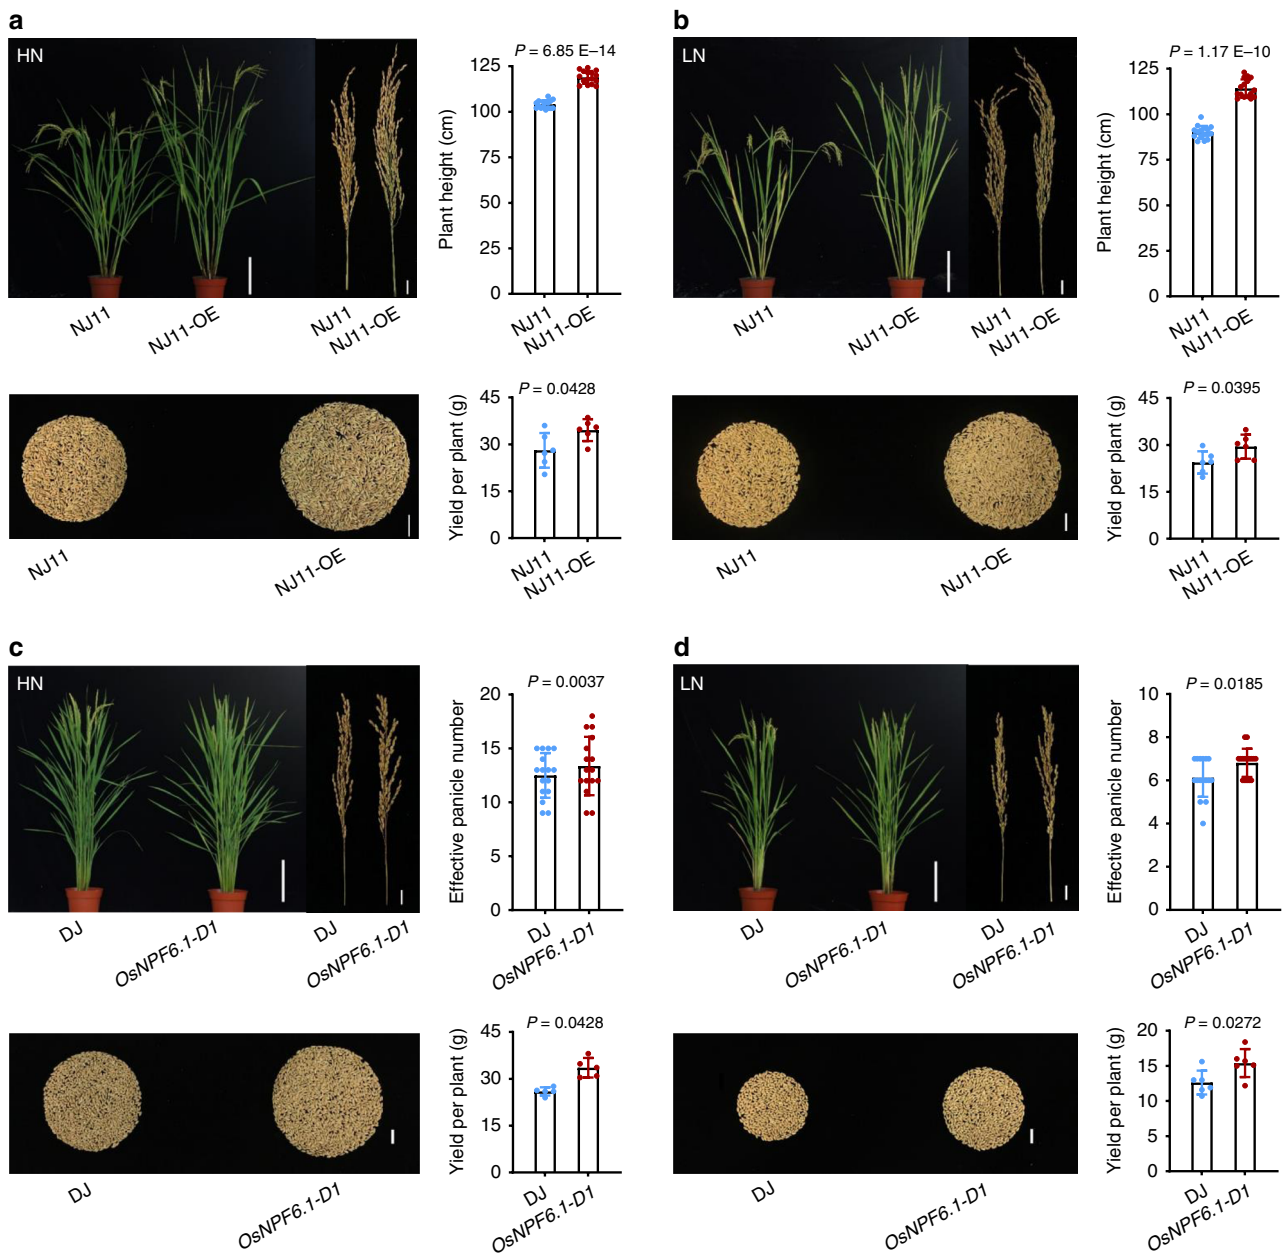 a
HN
P = 6.85 E–14
Plant height (cm)
125
100
75
50
25
0
NJ11
NJ11-OE
NJ11
NJ11-OE
NJ11
NJ11-OE
P = 0.0428
Yield per plant (g)
45
30
15
0
NJ11
NJ11-OE
NJ11
NJ11-OE
b
LN
P = 1.17 E–10
Plant height (cm)
125
100
75
50
25
0
NJ11
NJ11-OE
NJ11
NJ11-OE
NJ11
NJ11-OE
P = 0.0395
Yield per plant (g)
45
30
15
0
NJ11
NJ11-OE
NJ11
NJ11-OE
c
HN
P = 0.0037
Effective panicle number
20
15
10
5
0
DJ
OsNPF6.1-D1
DJ
OsNPF6.1-D1
DJ
OsNPF6.1-D1
P = 0.0428
Yield per plant (g)
45
30
15
0
DJ
OsNPF6.1-D1
DJ
OsNPF6.1-D1
d
LN
P = 0.0185
Effective panicle number
10
8
6
4
2
0
DJ
OsNPF6.1-D1
DJ
OsNPF6.1-D1
DJ
OsNPF6.1-D1
P = 0.0272
Yield per plant (g)
20
15
10
5
0
DJ
OsNPF6.1-D1
DJ
OsNPF6.1-D1